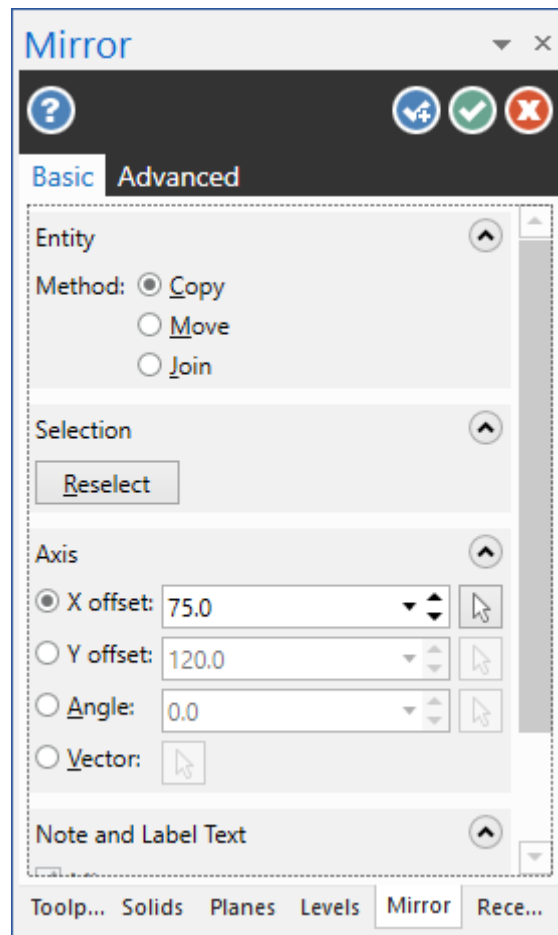 Mirror
Basic Advanced
Entity
Method: Copy
Move
Join
Selection
Reselect
Axis
X offset: 75.0
Y offset: 120.0
Angle: 0.0
Vector:
Note and Label Text
Toolp... Solids Planes Levels Mirror Rece...